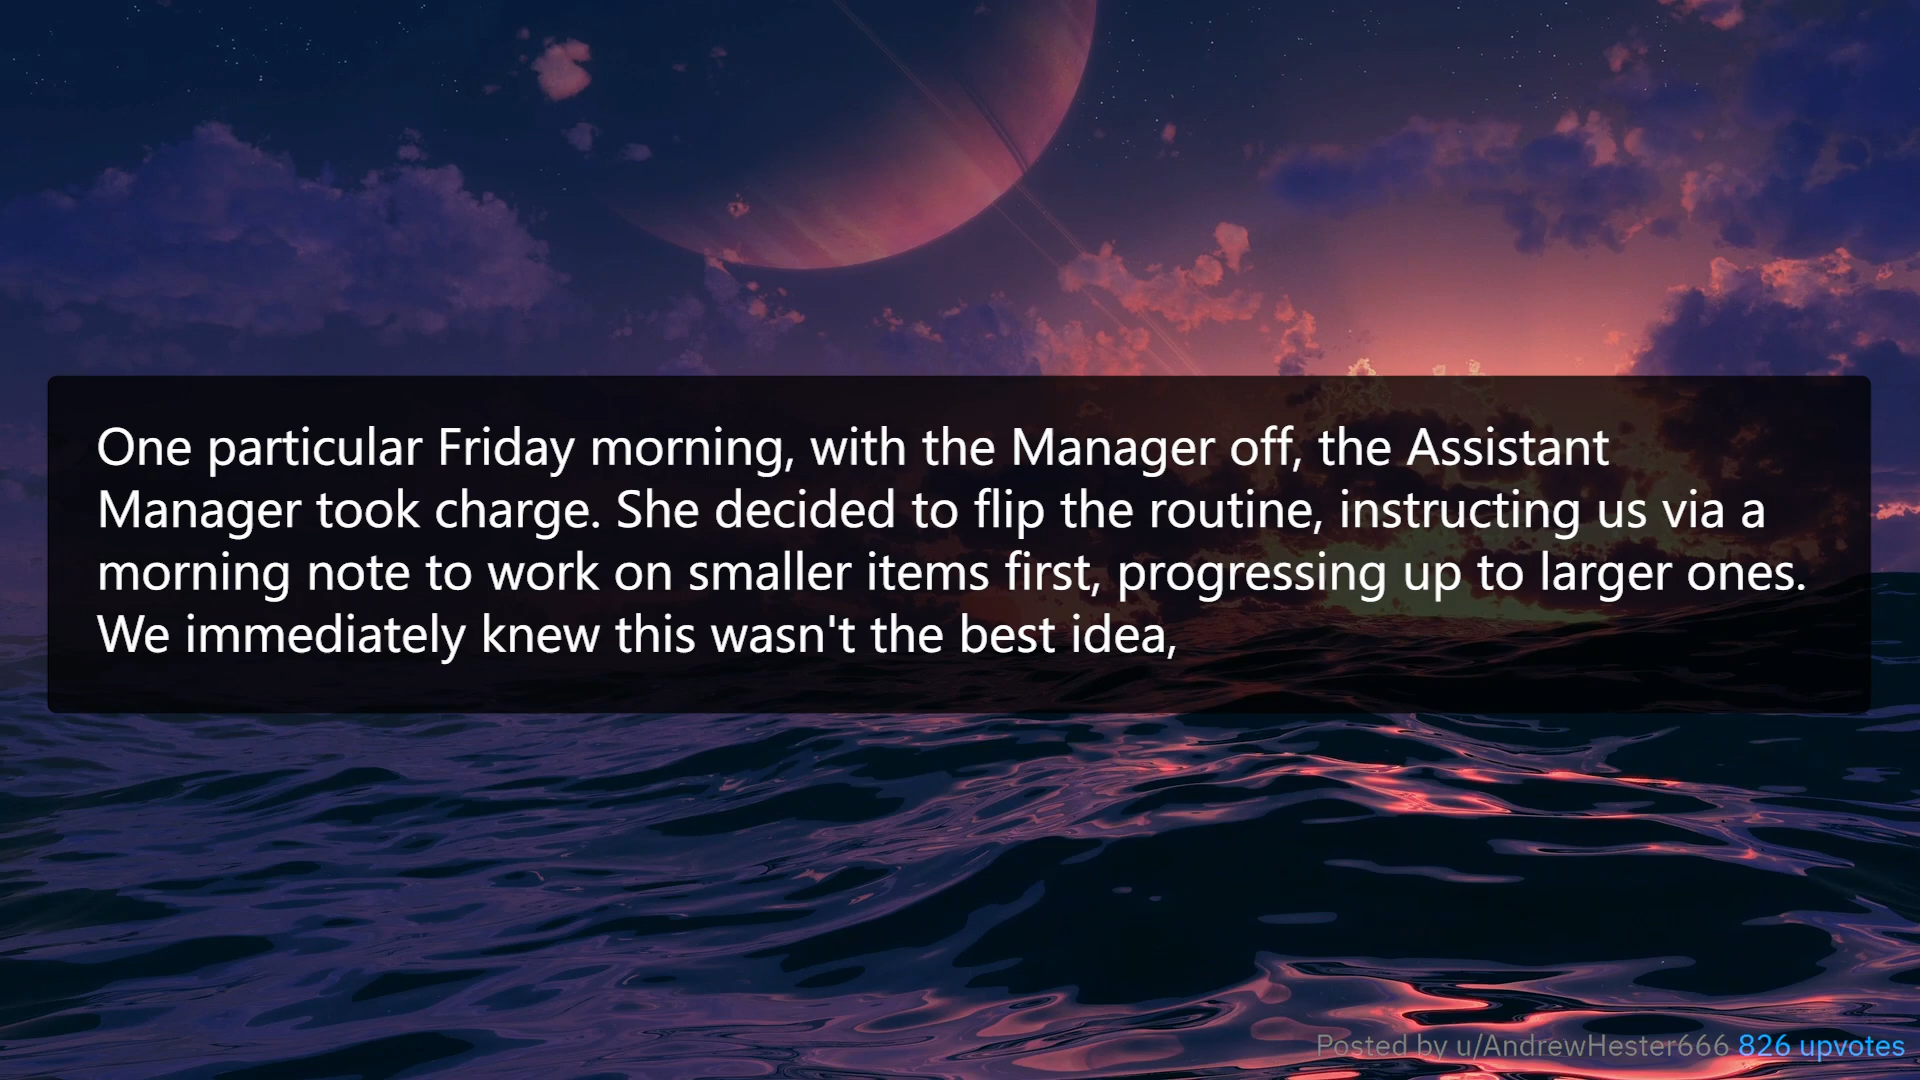 One particular Friday morning, with the Manager off, the Assistant
Manager took charge. She decided to flip the routine, instructing us via a
morning note to work on smaller items first, progressing up to larger ones.
We immediately knew this wasn't the best idea,
Posted by u/AndrewHester666 826 upvotes